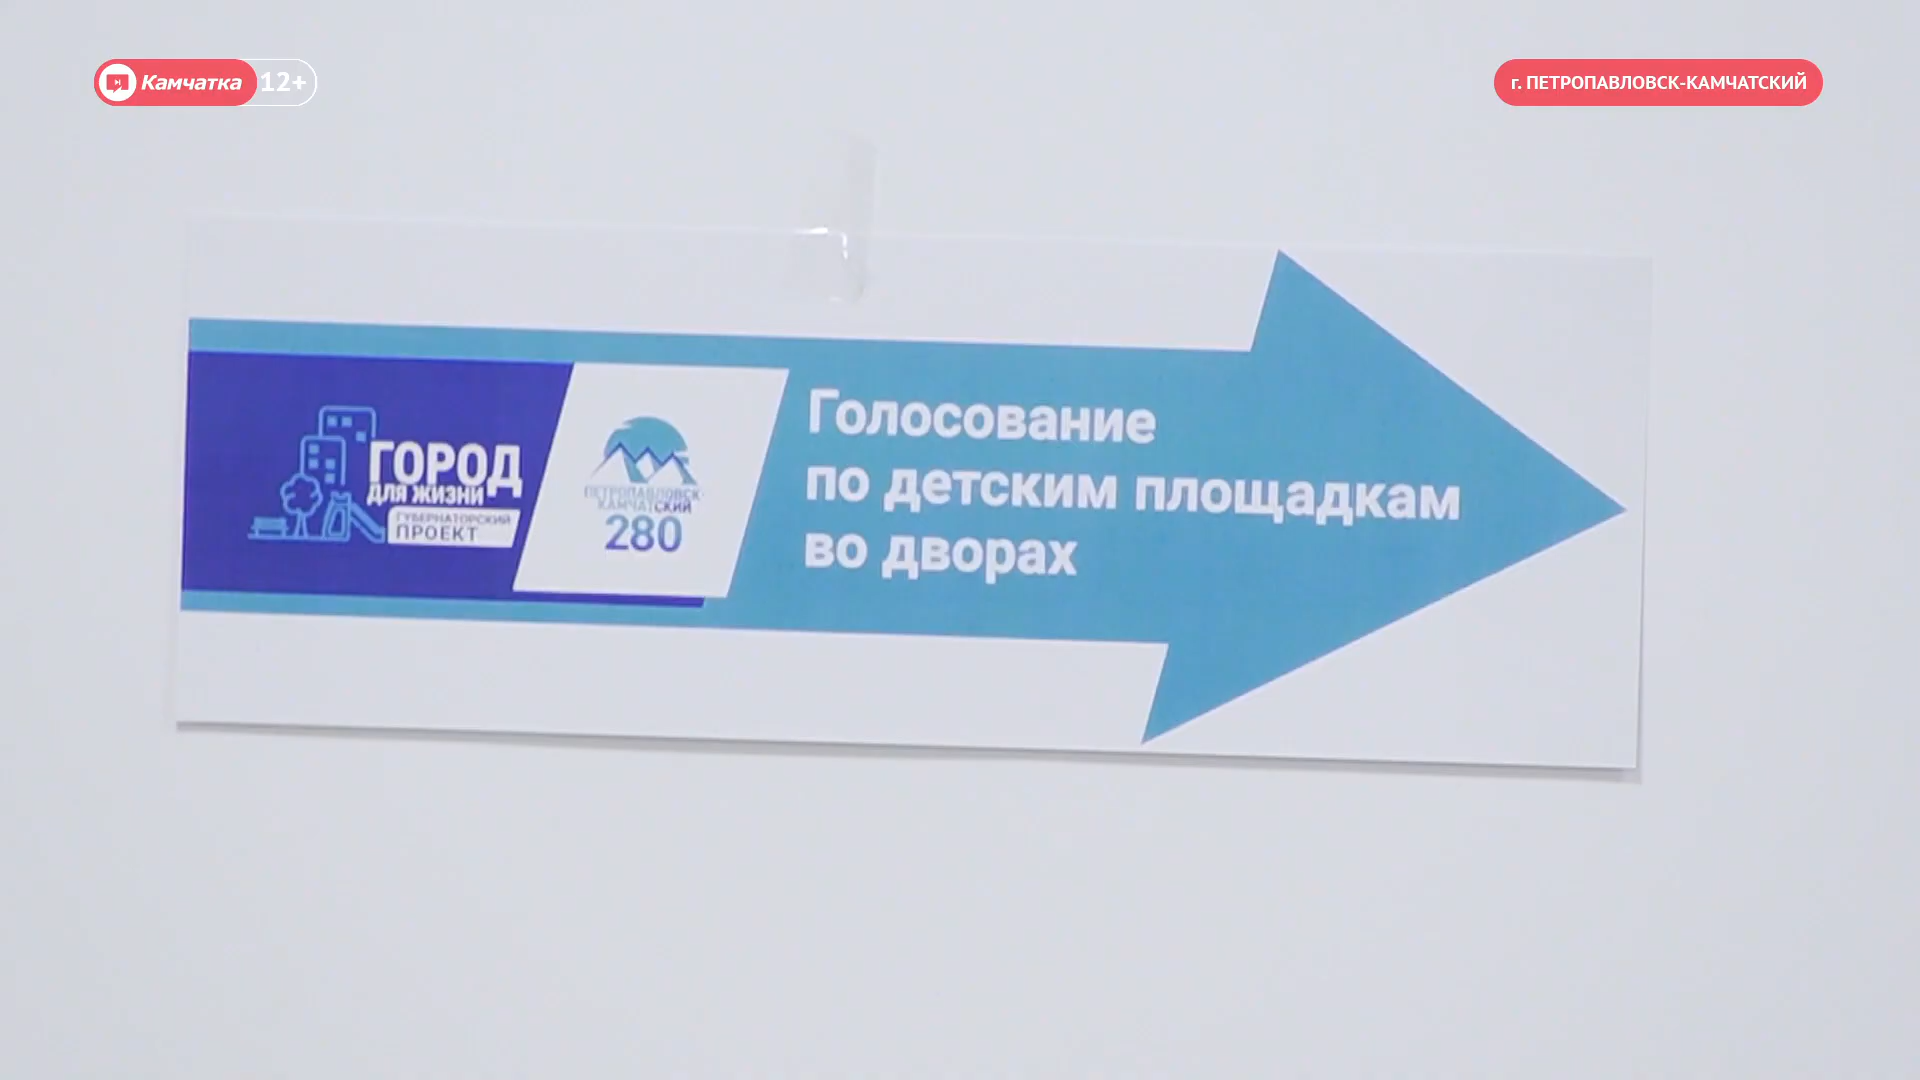 Камчатка 12+
г. ПЕТРОПАВЛОВСК-КАМЧАТСКИЙ
ГОРОД
ДЛЯ ЖИЗНИ
ГУБЕРНАТОРСКИЙ
ПРОЕКТ
ПЕТРОПАВЛОВСК-
КАМЧАТСКИЙ
280
Голосование
по детским площадкам
во дворах